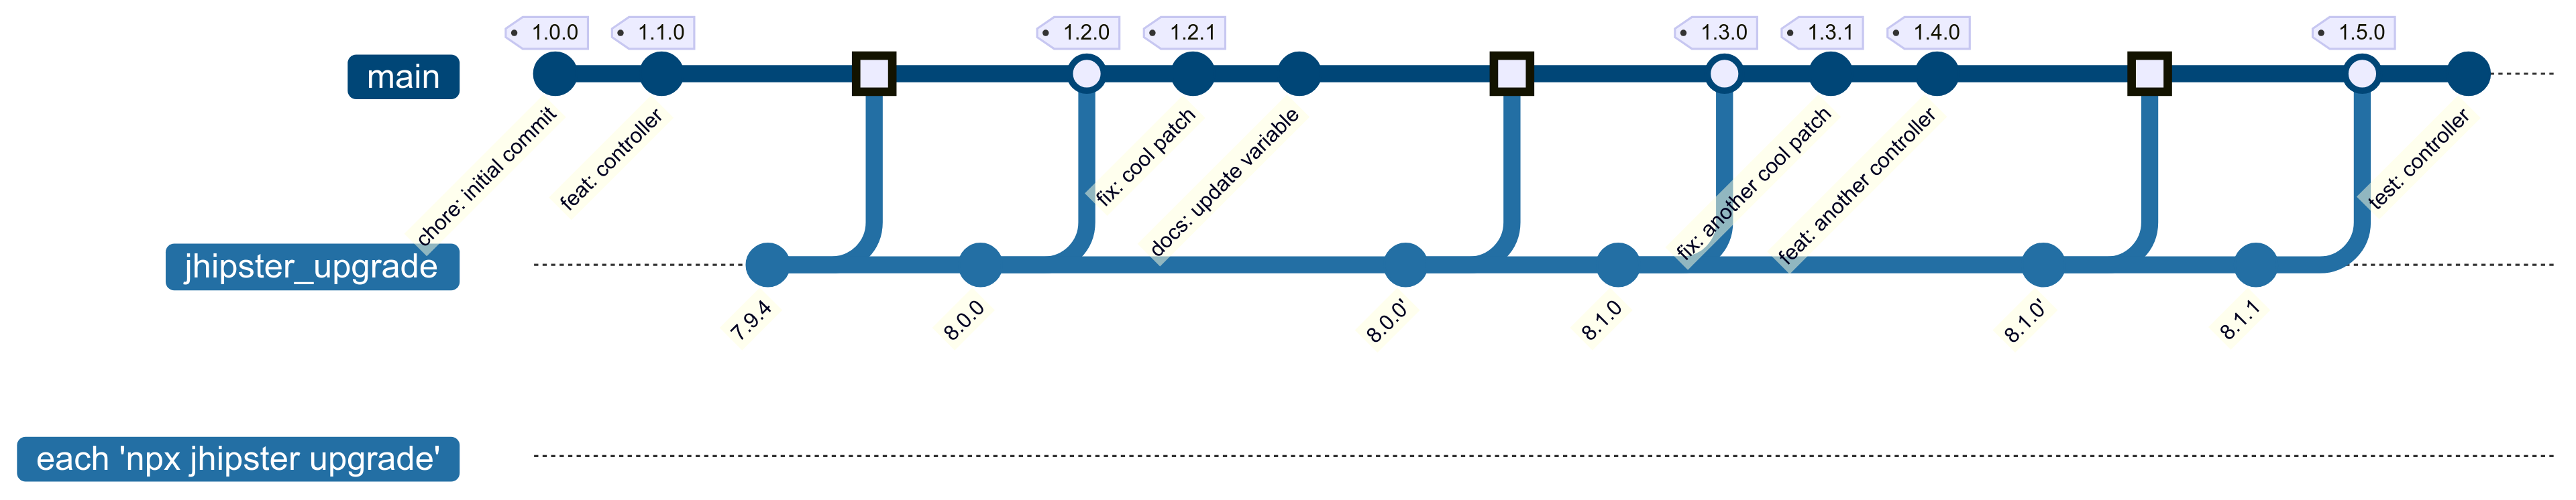 1.0.0
1.1.0
1.2.0
1.2.1
1.3.0
1.3.1
1.4.0
1.5.0
main
chore: initial commit
feat: controller
fix: cool patch
docs: update variable
fix: another cool patch
feat: another controller
test: controller
jhipster_upgrade
7.9.4
8.0.0
8.0.0'
8.1.0
8.1.0'
8.1.1
each 'npx jhipster upgrade'